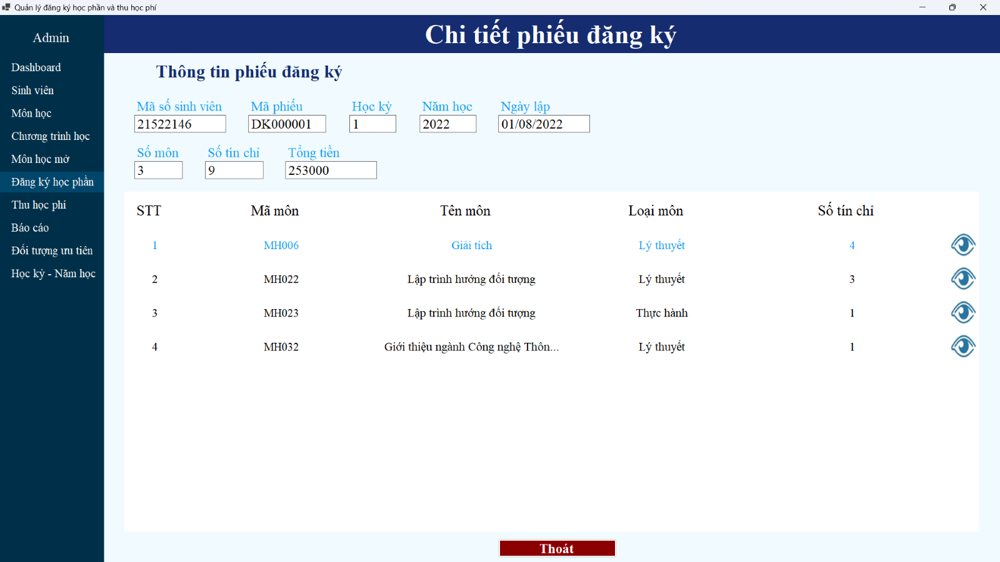 Quản lý đăng ký học phần và thu học phí
Admin
Dashboard
Sinh viên
Môn học
Chương trình học
Môn học mở
Đăng ký học phần
Thu học phí
Báo cáo
Đối tượng ưu tiên
Học kỳ - Năm học
Chi tiết phiếu đăng ký
Thông tin phiếu đăng ký
Mã số sinh viên Mã phiếu Học kỳ Năm học Ngày lập
21522146 DK000001 1 2022 01/08/2022
Số môn Số tín chỉ Tổng tiền
3 9 253000
STT Mã môn Tên môn Loại môn Số tín chỉ
1 MH006 Giải tích Lý thuyết 4
2 MH022 Lập trình hướng đối tượng Lý thuyết 3
3 MH023 Lập trình hướng đối tượng Thực hành 1
4 MH032 Giới thiệu ngành Công nghệ Thôn... Lý thuyết 1
Thoát